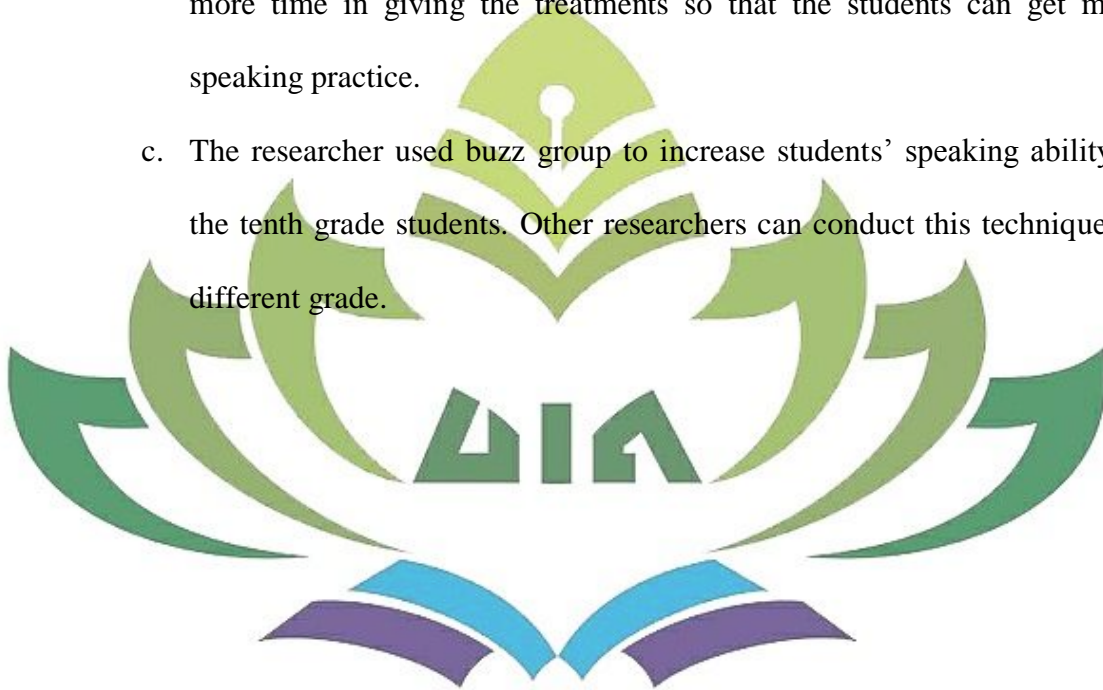 more time in giving the treatments so that the students can get m
speaking practice.
c. The researcher used buzz group to increase students’ speaking ability
the tenth grade students. Other researchers can conduct this technique
different grade.
UIN